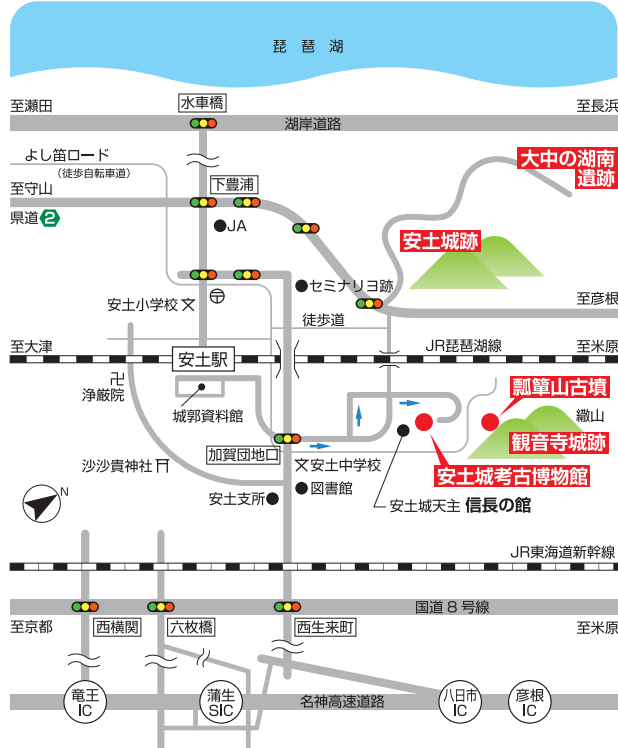 琵琶湖
至瀬田
水車橋
至長浜
湖岸道路
よし笛ロード
(徒歩自転車道)
大中の湖南
遺跡
至守山
下豊浦
県道2
JA
安土城跡
セミナリヨ跡
至彦根
安土小学校
徒歩道
至大津
安土駅
JR琵琶湖線
至米原
浄厳院
城郭資料館
瓢箪山古墳
繖山
観音寺城跡
加賀団地口
安土中学校
安土城考古博物館
沙沙貴神社
図書館
安土支所
安土城天主 信長の館
N
JR東海道新幹線
国道8号線
至京都
西横関
六枚橋
西生来町
至米原
竜王
IC
蒲生
SIC
名神高速道路
八日市
IC
彦根
IC